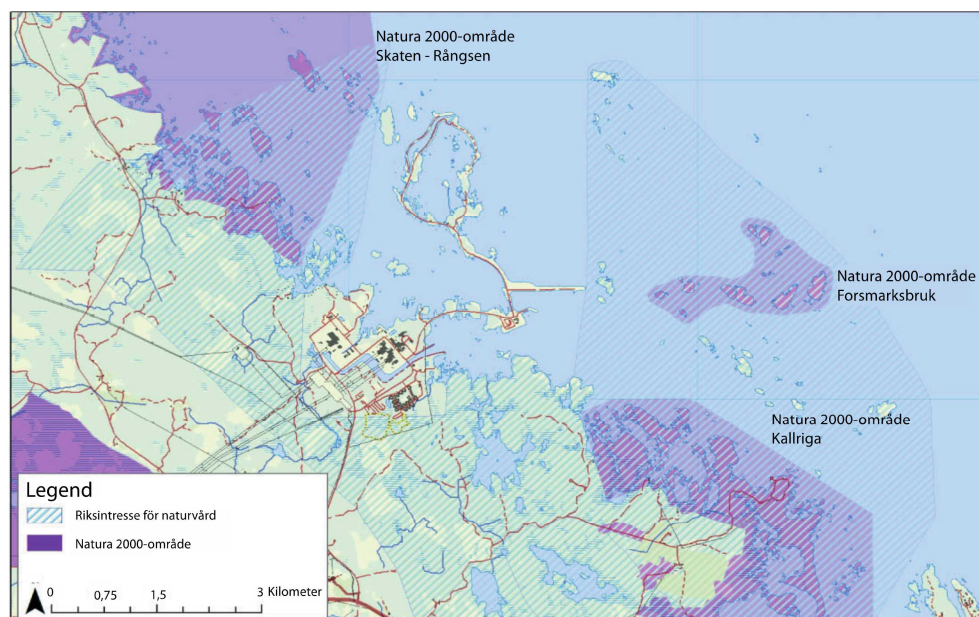 Natura 2000-område
Skaten - Rångsen
Natura 2000-område
Forsmarksbruk
Natura 2000-område
Kallriga
Legend
Riksintresse för naturvård
Natura 2000-område
0 0,75 1,5 3 Kilometer